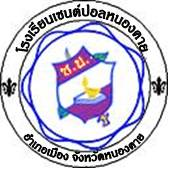 โรงเรียนเซนต์ปอลหนองคาย
ซ.ป.
อำเภอเมือง จังหวัดหนองคาย